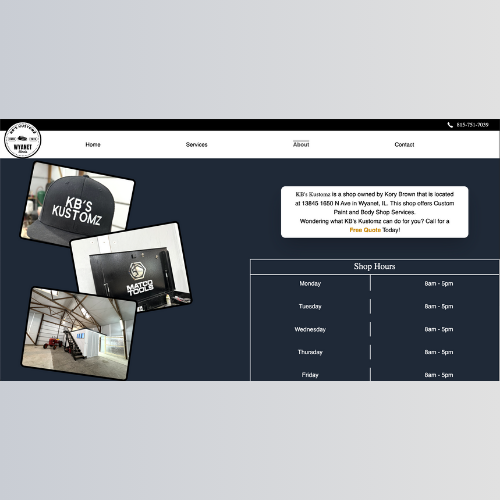 815-751-7039
KB'S KUSTOMZ
WYANET
Illinois
Home
Services
About
Contact
KB'S
KUSTOMZ
MATCO
TOOLS
KB's Kustomz is a shop owned by Kory Brown that is located
at 13845 1650 N Ave in Wyanet, IL. This shop offers Custom
Paint and Body Shop Services.
Wondering what KB's Kustomz can do for you? Call for a
Free Quote Today!
Shop Hours
Monday 8am - 5pm
Tuesday 8am - 5pm
Wednesday 8am - 5pm
Thursday 8am - 5pm
Friday 8am - 5pm